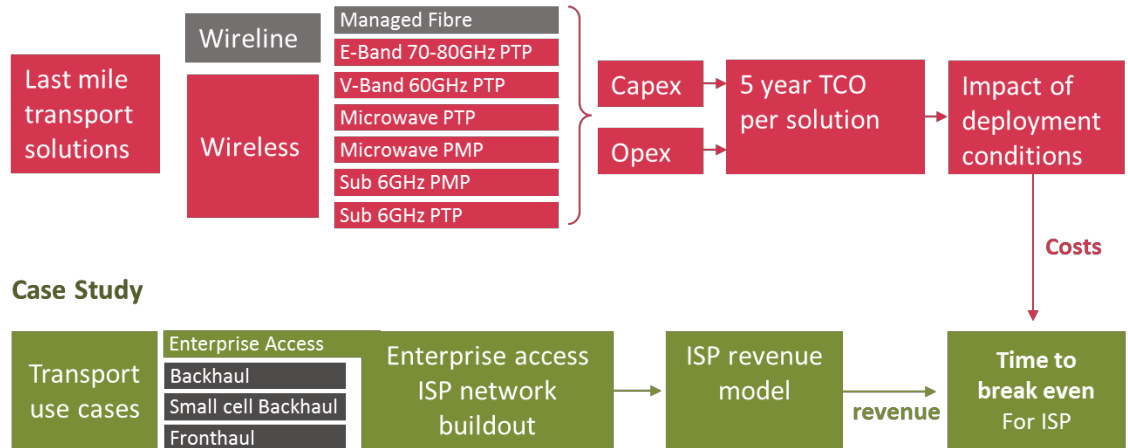 Last mile
transport
solutions
Wireline
Wireless
Managed Fibre
E-Band 70-80GHz PTP
V-Band 60GHz PTP
Microwave PTP
Microwave PMP
Sub 6GHz PMP
Sub 6GHz PTP
Capex
Opex
5 year TCO
per solution
Impact of
deployment
conditions
Costs
Case Study
Transport
use cases
Enterprise Access
Backhaul
Small cell Backhaul
Fronthaul
Enterprise access
ISP network
buildout
ISP revenue
model
revenue
Time to
break even
For ISP